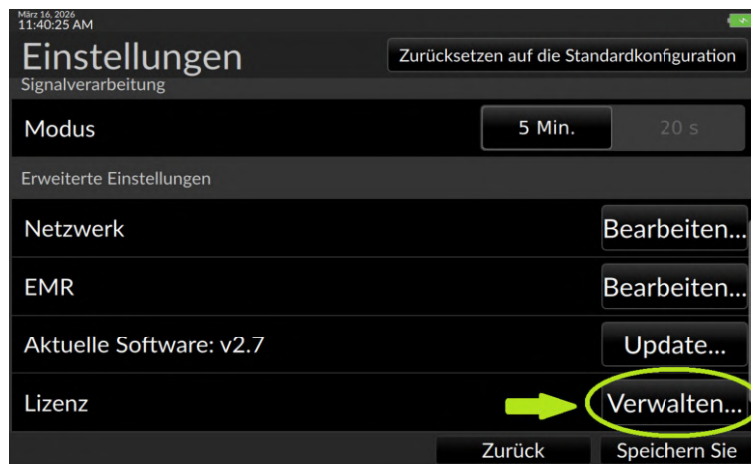 März 16, 2026
11:40:25 AM
Einstellungen
Zurücksetzen auf die Standardkonfiguration
Signalverarbeitung
Modus
5 Min.
20 s
Erweiterte Einstellungen
Netzwerk
Bearbeiten...
EMR
Bearbeiten...
Aktuelle Software: v2.7
Update...
Lizenz
Verwalten...
Zurück
Speichern Sie